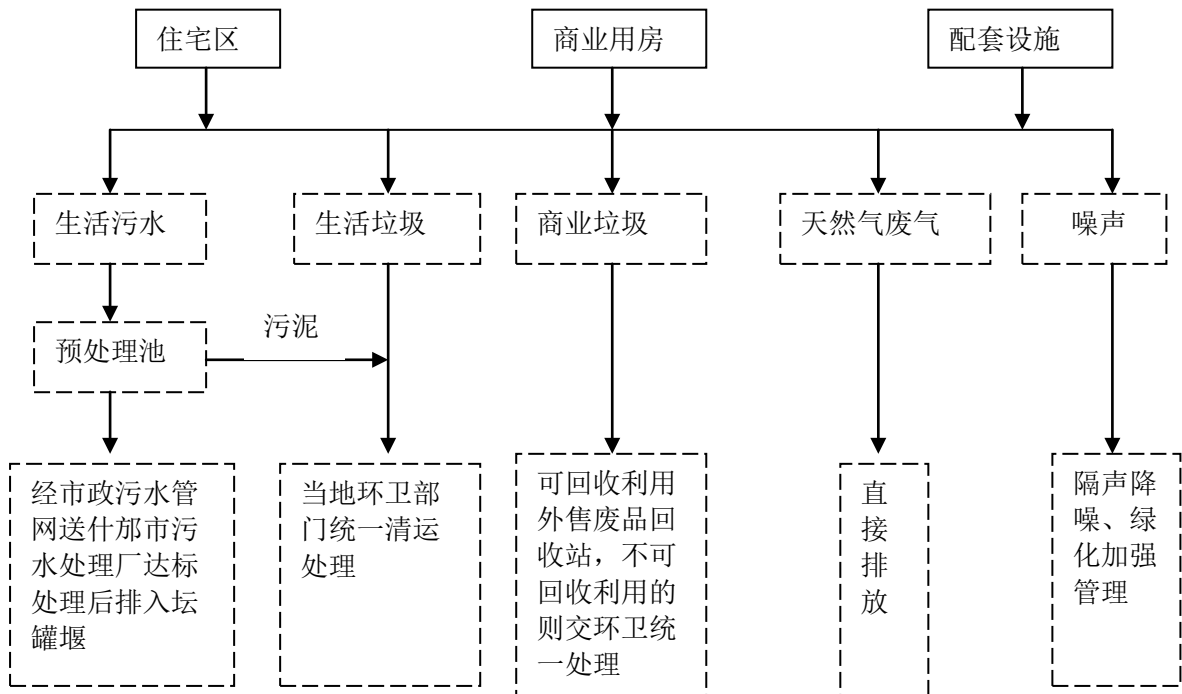 住宅区
商业用房
配套设施
生活污水
生活垃圾
商业垃圾
天然气废气
噪声
污泥
预处理池
经市政污水管
网送什邡市污
水处理厂达标
处理后排入坛
罐堰
当地环卫部
门统一清运
处理
可回收利用
外售废品回
收站，不可
回收利用的
则交环卫统
一处理
直
接
排
放
隔声降
噪、绿
化加强
管理